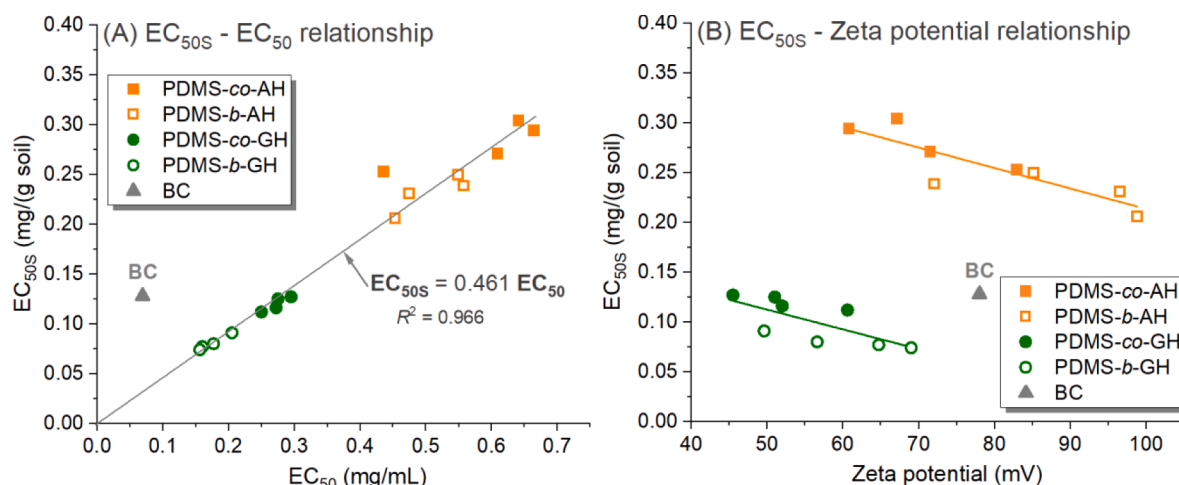 (A) EC50S - EC50 relationship
0.40
0.35
0.30
0.25
0.20
0.15
0.10
0.05
0.00
EC50S (mg/(g soil)
PDMS-co-AH
PDMS-b-AH
PDMS-co-GH
PDMS-b-GH
BC
BC
EC50S = 0.461 EC50
R² = 0.966
0.0 0.1 0.2 0.3 0.4 0.5 0.6 0.7
EC50 (mg/mL)
(B) EC50S - Zeta potential relationship
0.40
0.35
0.30
0.25
0.20
0.15
0.10
0.05
0.00
EC50S (mg/(g soil)
BC
PDMS-co-AH
PDMS-b-AH
PDMS-co-GH
PDMS-b-GH
BC
40 50 60 70 80 90 100
Zeta potential (mV)